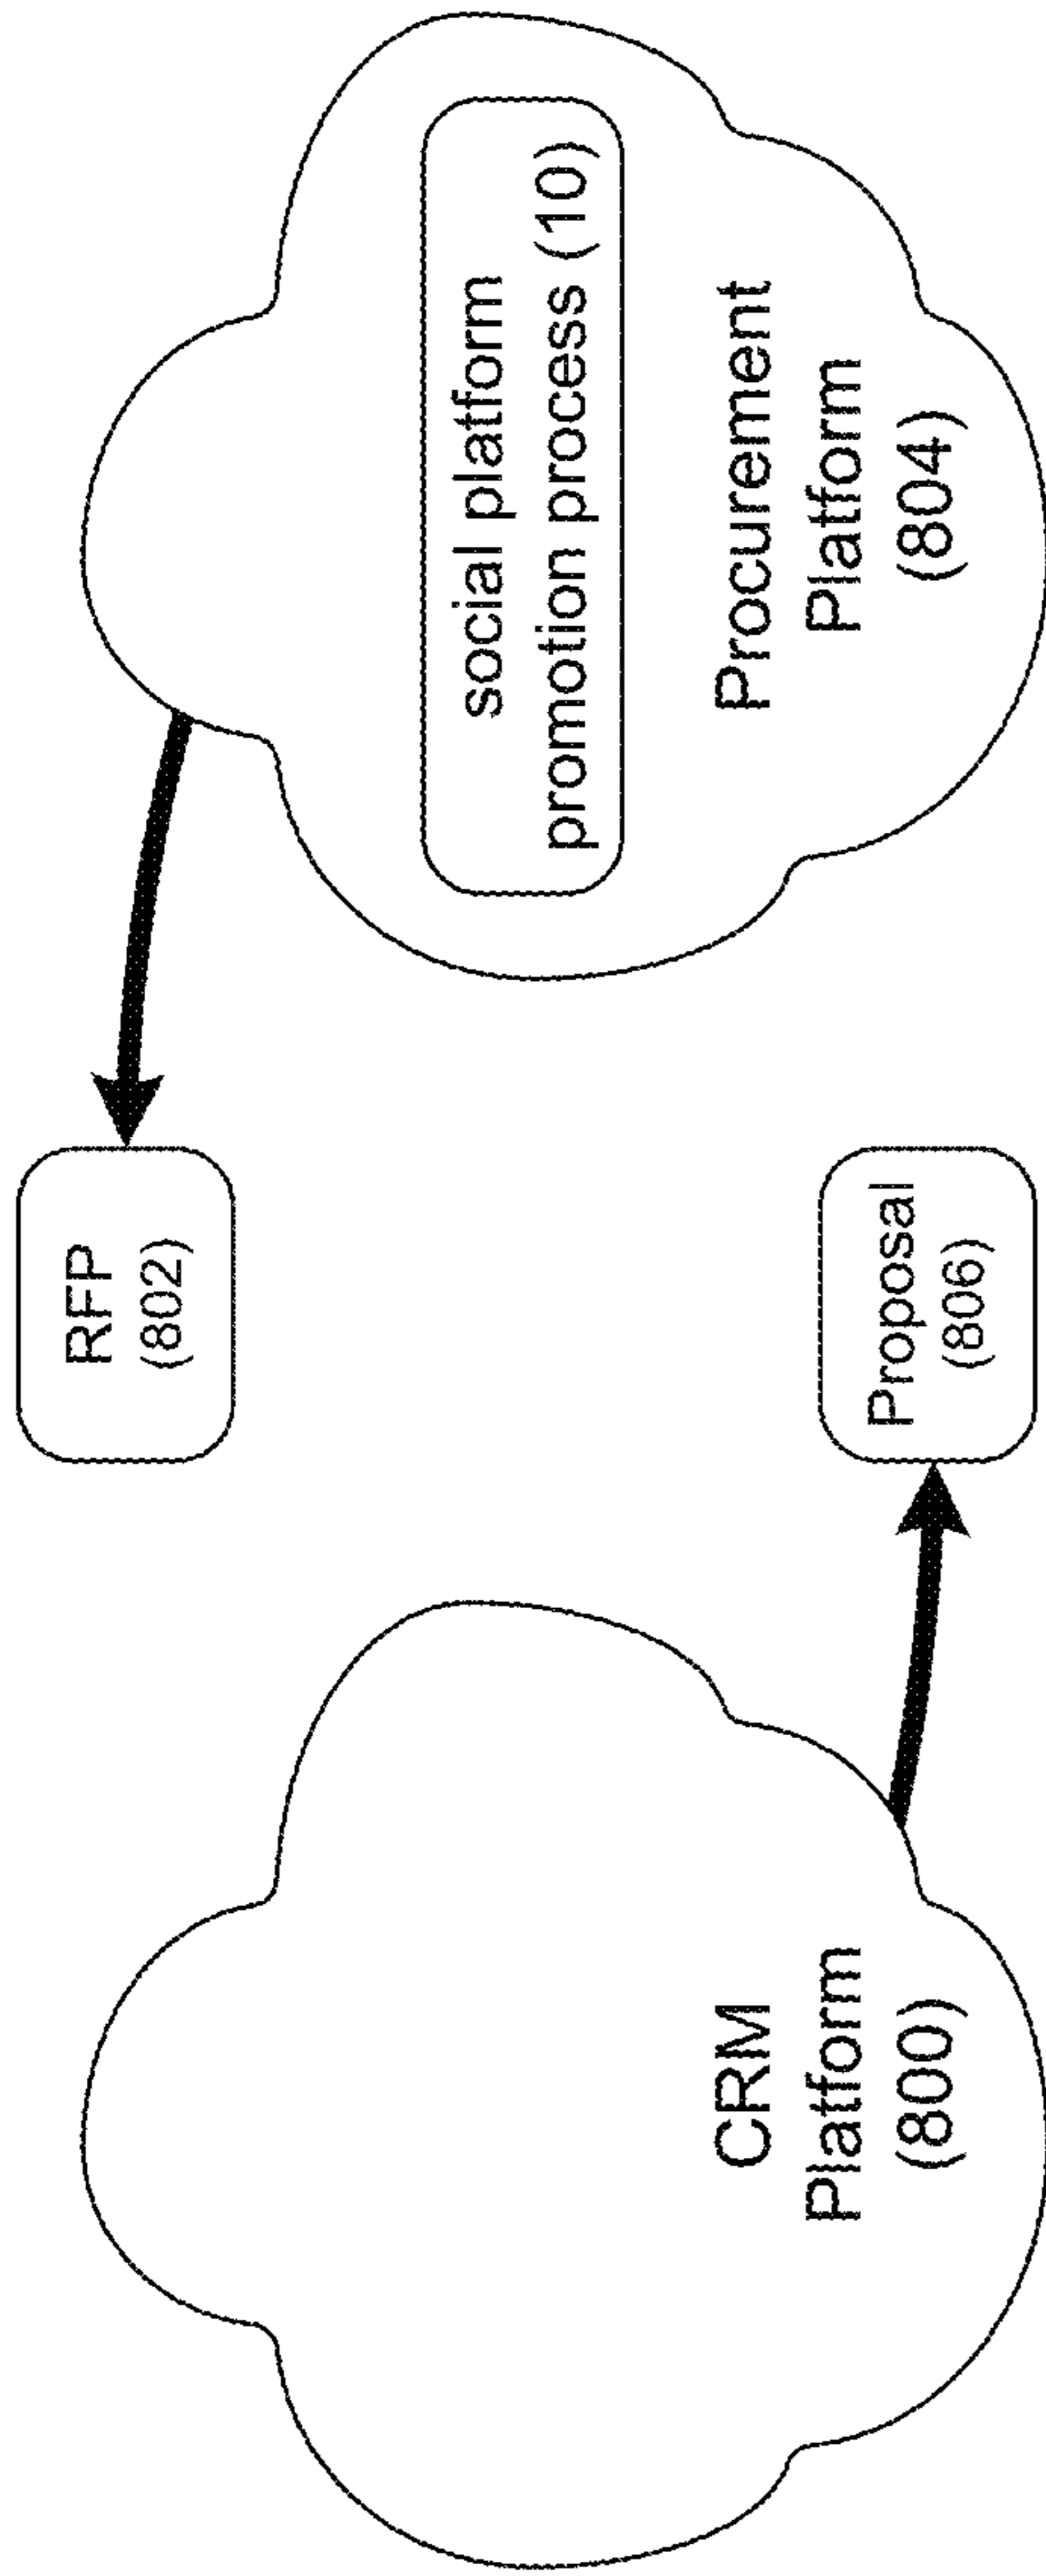 RFP
(802)
CRM
Platform
(800)
Proposal
(806)
social platform
promotion process (10)
Procurement
Platform
(804)